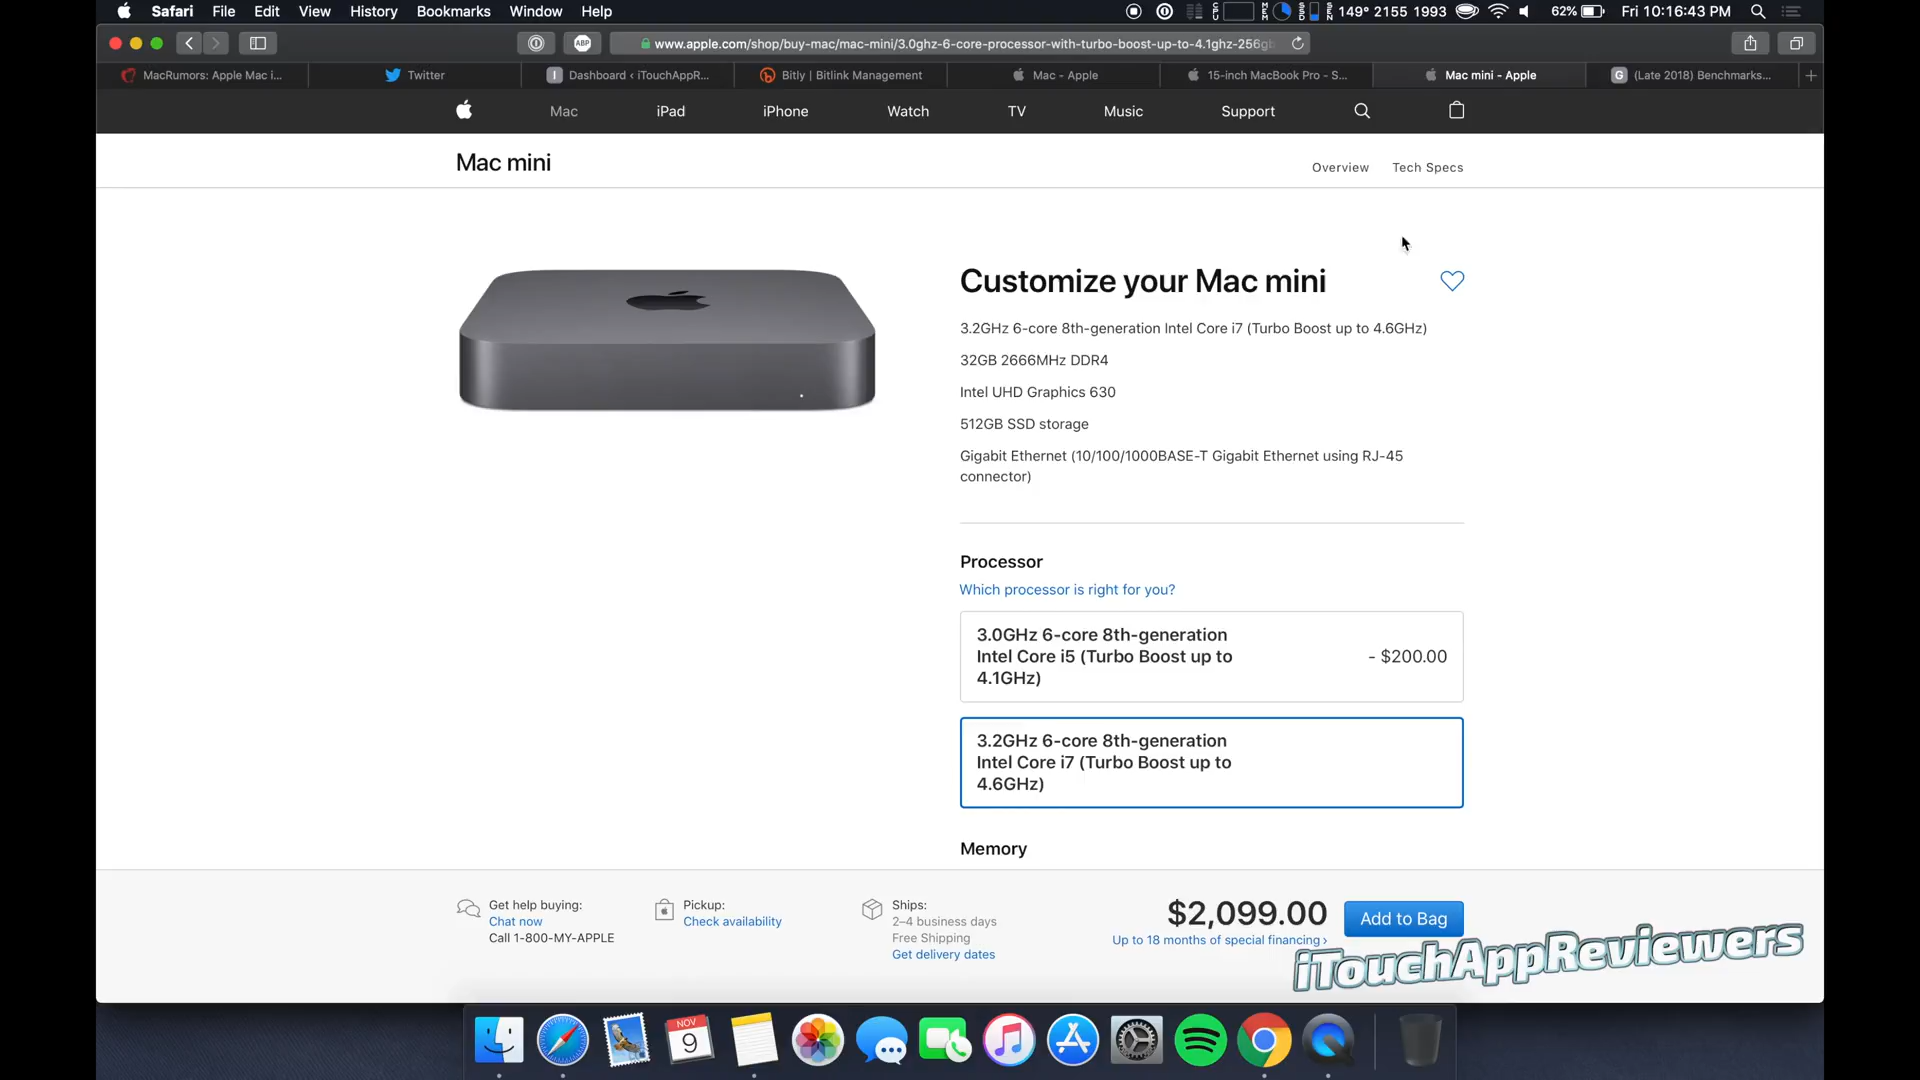 Safari File Edit View History Bookmarks Window Help
149° 2155 1993 62% Fri 10:16:43 PM
www.apple.com/shop/buy-mac/mac-mini/3.0ghz-6-core-processor-with-turbo-boost-up-to-4.1ghz-256g
MacRumors: Apple Mac i... Twitter Dashboard ‹ iTouchAppR... Bitly | Bitlink Management Mac - Apple 15-inch MacBook Pro - S... Mac mini - Apple (Late 2018) Benchmarks...
Mac iPad iPhone Watch TV Music Support
Mac mini
Overview Tech Specs
Customize your Mac mini
3.2GHz 6-core 8th-generation Intel Core i7 (Turbo Boost up to 4.6GHz)
32GB 2666MHz DDR4
Intel UHD Graphics 630
512GB SSD storage
Gigabit Ethernet (10/100/1000BASE-T Gigabit Ethernet using RJ-45
connector)
Processor
Which processor is right for you?
3.0GHz 6-core 8th-generation
Intel Core i5 (Turbo Boost up to
4.1GHz)
- $200.00
3.2GHz 6-core 8th-generation
Intel Core i7 (Turbo Boost up to
4.6GHz)
Memory
Get help buying:
Chat now
Call 1-800-MY-APPLE
Pickup:
Check availability
Ships:
2–4 business days
Free Shipping
Get delivery dates
$2,099.00
Up to 18 months of special financing ›
Add to Bag
iTouchAppReviewers
NOV
9